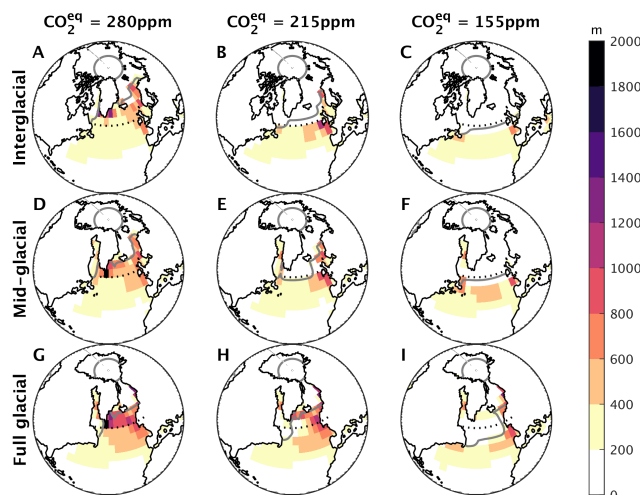 CO₂ᵉq = 280ppm CO₂ᵉq = 215ppm CO₂ᵉq = 155ppm
m
A B C
Interglacial
D E F
Mid-glacial
G H I
Full glacial
2000
1800
1600
1400
1200
1000
800
600
400
200
0